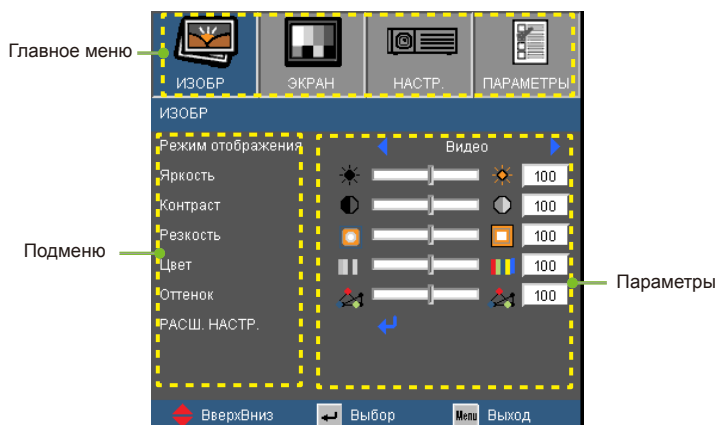 Главное меню
ИЗОБР ЭКРАН НАСТР. ПАРАМЕТРЫ
ИЗОБР
Режим отображения Видео
Яркость 100
Контраст 100
Резкость 100
Подменю
Цвет 100
Параметры
Оттенок 100
РАСШ. НАСТР.
ВверхВниз Выбор Menu Выход